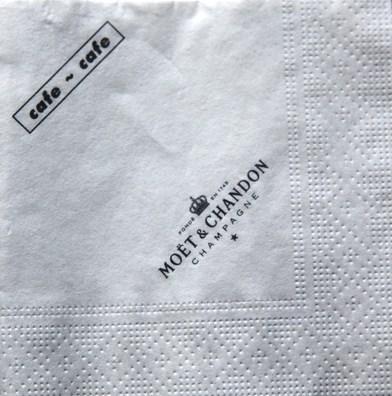 cafe ~ cafe
FONDÉ EN 1743
MOËT & CHANDON
CHAMPAGNE